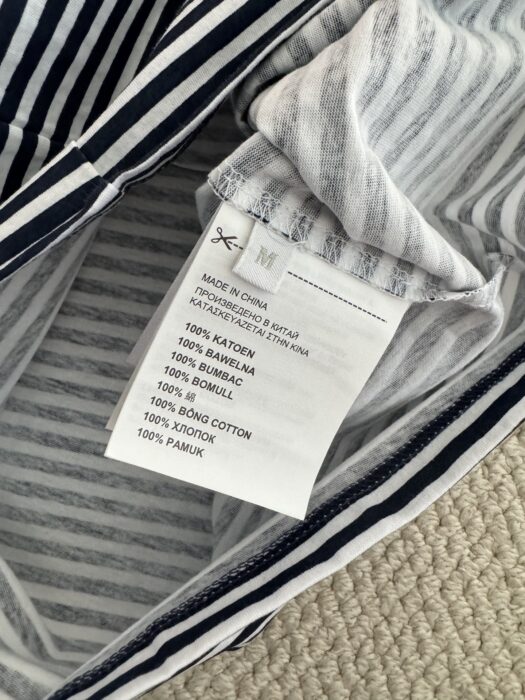 M
MADE IN CHINA
ПРОИЗВЕДЕНО В КИТАЙ
ΚΑΤΑΣΚΕΥΑΖΕΤΑΙ ΣΤΗΝ ΚΙΝΑ
100% KATOEN
100% BAWELNA
100% BUMBAC
100% BOMULL
100% 綿
100% BÔNG COTTON
100% ХЛОПОК
100% PAMUK